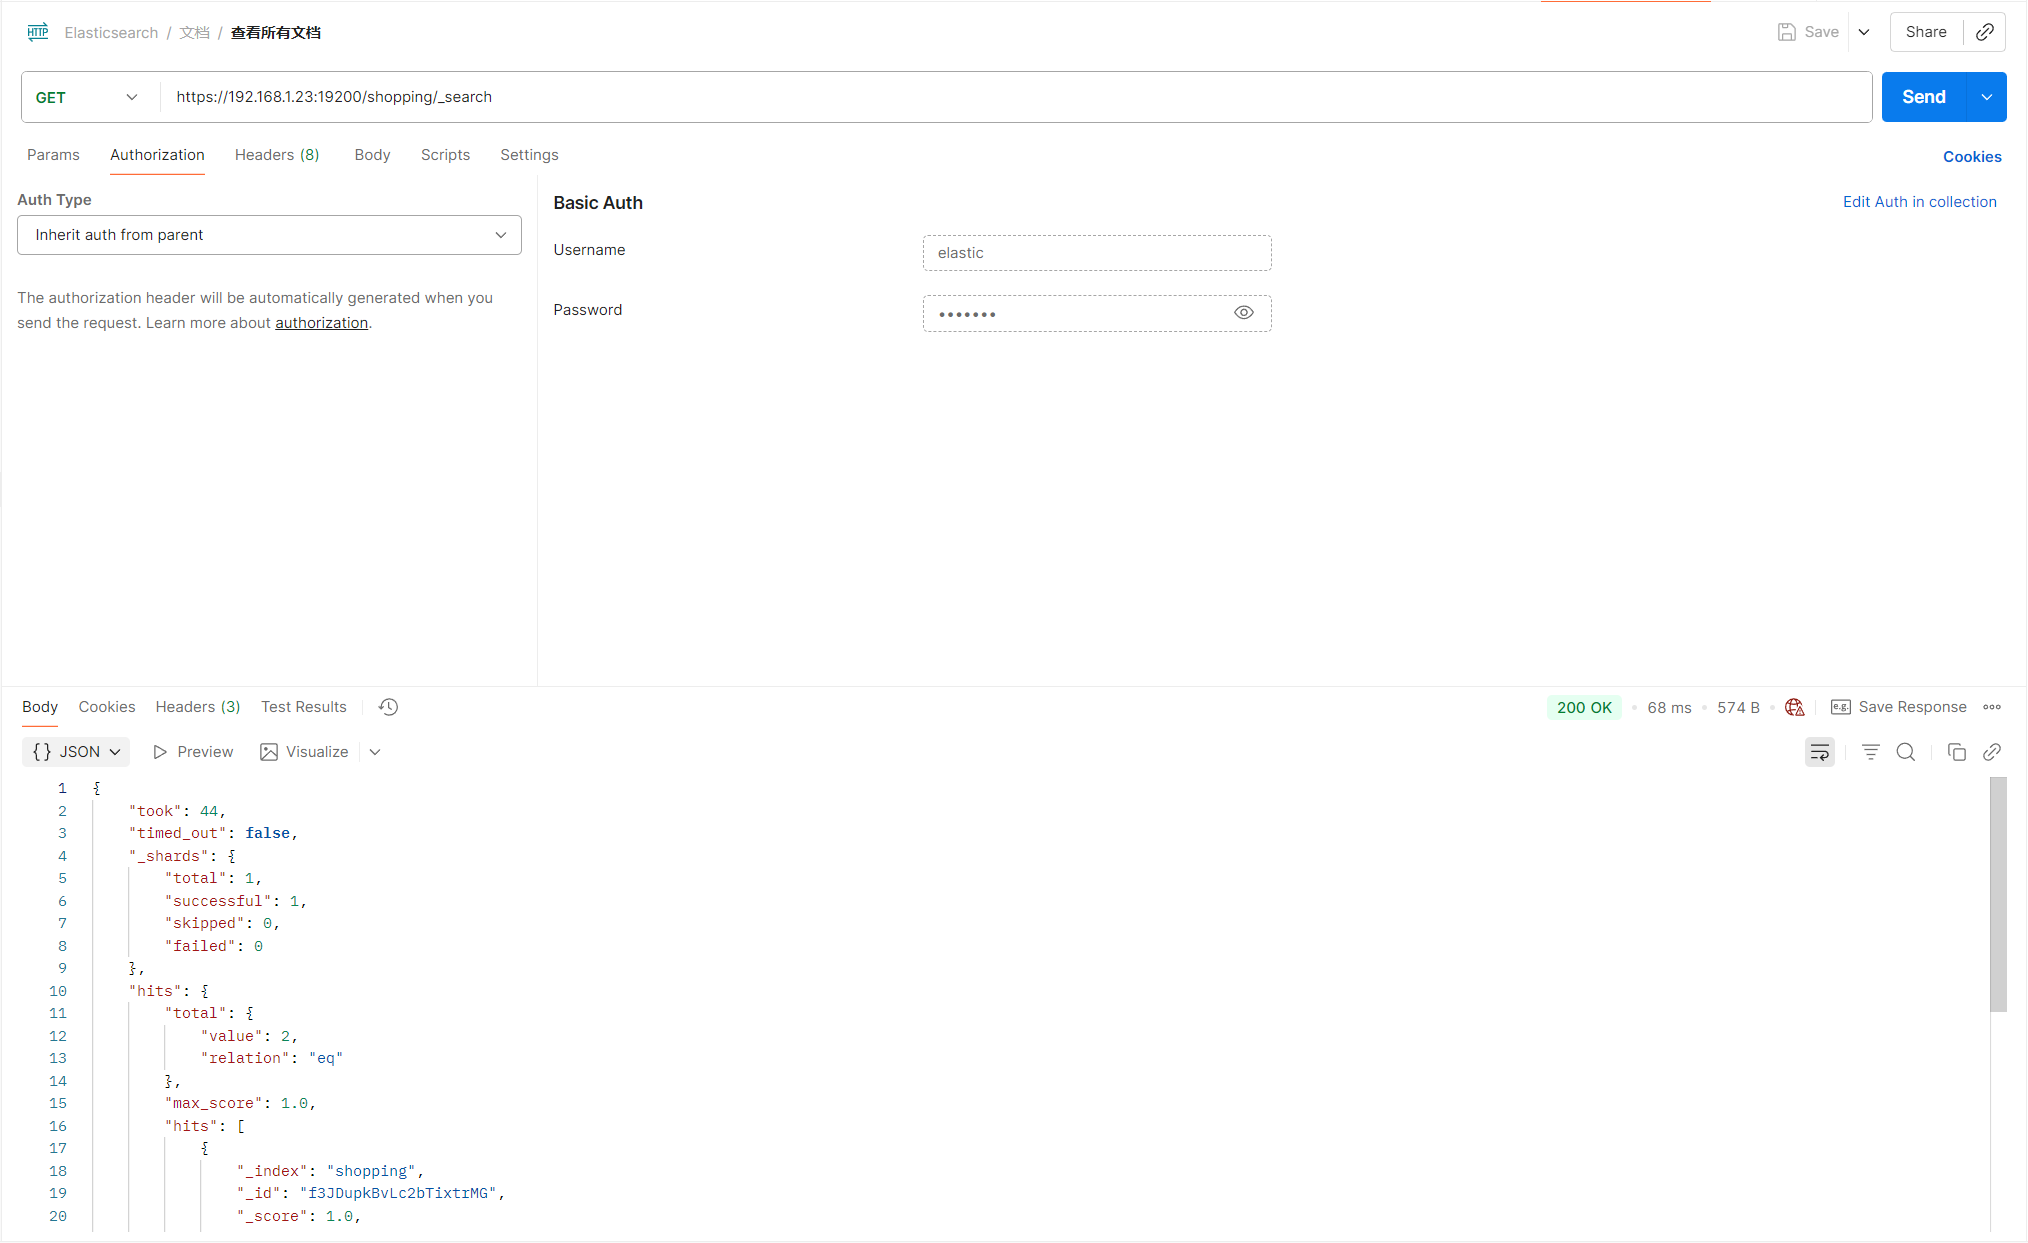 HTTP Elasticsearch / 文档 / 查看所有文档 Save Share
GET https://192.168.1.23:19200/shopping/_search Send
Params Authorization Headers (8) Body Scripts Settings Cookies
Auth Type
Inherit auth from parent
The authorization header will be automatically generated when you
send the request. Learn more about authorization.
Basic Auth Edit Auth in collection
Username elastic
Password •••••••
Body Cookies Headers (3) Test Results 200 OK • 68 ms • 574 B • e.g. Save Response
{} JSON Preview Visualize
1 {
2 "took": 44,
3 "timed_out": false,
4 "_shards": {
5 "total": 1,
6 "successful": 1,
7 "skipped": 0,
8 "failed": 0
9 },
10 "hits": {
11 "total": {
12 "value": 2,
13 "relation": "eq"
14 },
15 "max_score": 1.0,
16 "hits": [
17 {
18 "_index": "shopping",
19 "_id": "f3JDupkBvLc2bTixtrMG",
20 "_score": 1.0,